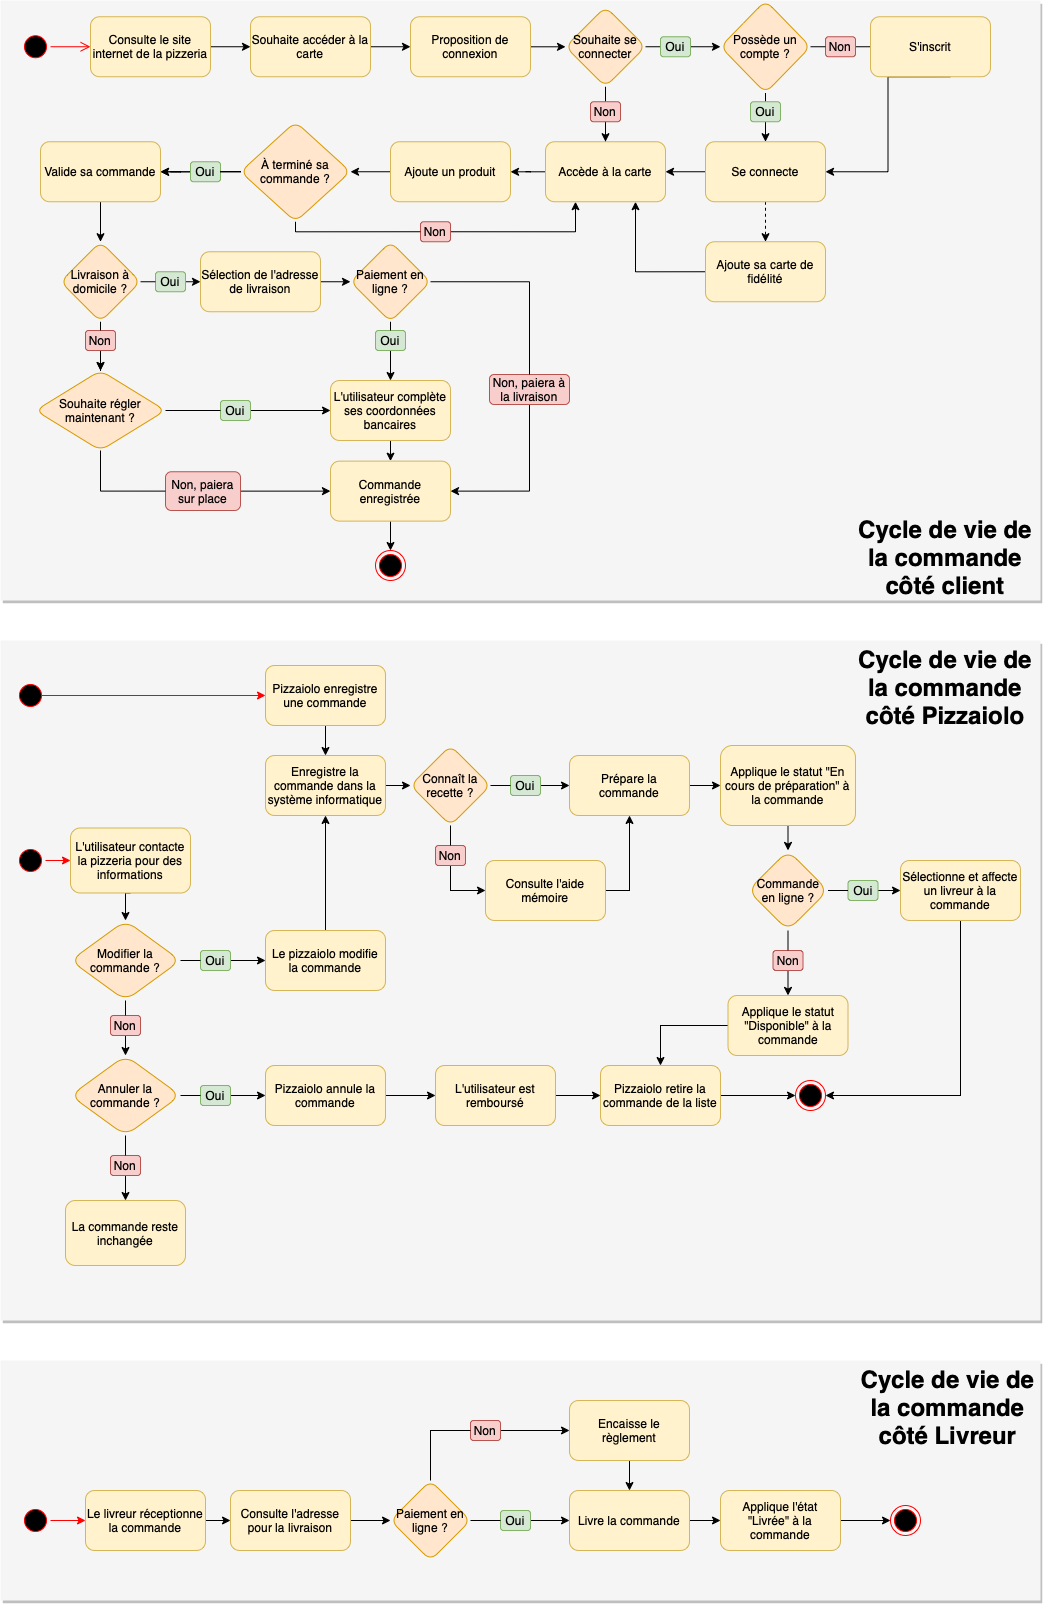 Consulte le site
internet de la pizzeria
Souhaite accéder à la
carte
Proposition de
connexion
Souhaite se
connecter
Oui
Possède un
compte ?
Non
S'inscrit
Non
Oui
Valide sa commande
Oui
À terminé sa
commande ?
Ajoute un produit
Accède à la carte
Se connecte
Non
Livraison à
domicile ?
Oui
Sélection de l'adresse
de livraison
Paiement en
ligne ?
Ajoute sa carte de
fidélité
Non
Oui
Non, paiera à
la livraison
Souhaite régler
maintenant ?
Oui
L'utilisateur complète
ses coordonnées
bancaires
Non, paiera
sur place
Commande
enregistrée
Cycle de vie de
la commande
côté client
Cycle de vie de
la commande
côté Pizzaiolo
Pizzaiolo enregistre
une commande
Enregistre la
commande dans la
système informatique
Connaît la
recette ?
Oui
Prépare la
commande
Applique le statut "En
cours de préparation" à
la commande
L'utilisateur contacte
la pizzeria pour des
informations
Non
Consulte l'aide
mémoire
Commande
en ligne ?
Oui
Sélectionne et affecte
un livreur à la
commande
Modifier la
commande ?
Oui
Le pizzaiolo modifie
la commande
Non
Non
Applique le statut
"Disponible" à la
commande
Annuler la
commande ?
Oui
Pizzaiolo annule la
commande
L'utilisateur est
remboursé
Pizzaiolo retire la
commande de la liste
Non
La commande reste
inchangée
Cycle de vie de
la commande
côté Livreur
Non
Encaisse le
règlement
Le livreur réceptionne
la commande
Consulte l'adresse
pour la livraison
Paiement en
ligne ?
Oui
Livre la commande
Applique l'état
"Livrée" à la
commande